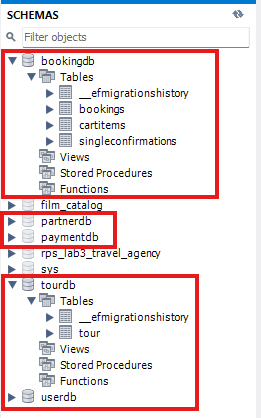 SCHEMAS
Filter objects
bookingdb
Tables
__efmigrationshistory
bookings
cartitems
singleconfirmations
Views
Stored Procedures
Functions
film_catalog
partnerdb
paymentdb
rps_lab3_travel_agency
sys
tourdb
Tables
__efmigrationshistory
tour
Views
Stored Procedures
Functions
userdb